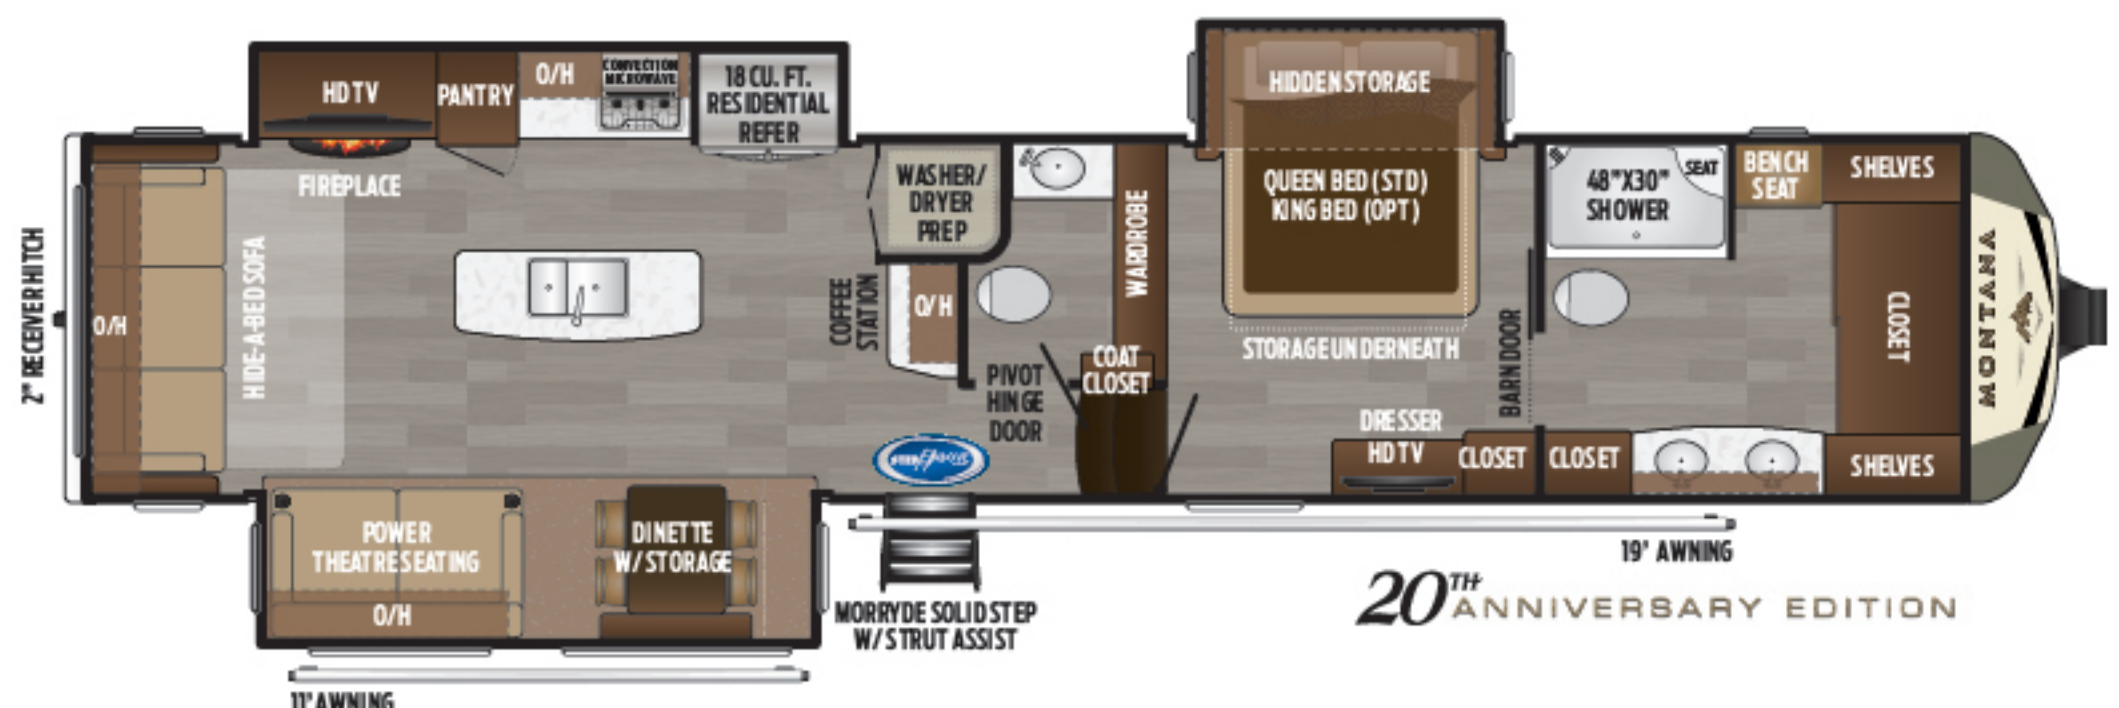 HDTV
PANTRY
O/H
CONVECTION
MICROWAVE
18 CU. FT.
RESIDENTIAL
REFER
FIREPLACE
2" RECEIVER HITCH
O/H
HIDE-A-BED SOFA
WASHER/
DRYER
PREP
COFFEE
STATION
O/H
WARDROBE
COAT
CLOSET
PIVOT
HINGE
DOOR
HIDDEN STORAGE
QUEEN BED (STD)
KING BED (OPT)
STORAGE UNDERNEATH
BARN DOOR
DRESSER
HDTV
CLOSET
48"X30"
SHOWER
SEAT
BENCH
SEAT
SHELVES
CLOSET
CLOSET
SHELVES
MONTANA
POWER
THEATRE SEATING
O/H
DINETTE
W/ STORAGE
MORRYDE SOLID STEP
W/ STRUT ASSIST
11' AWNING
19' AWNING
20TH ANNIVERSARY EDITION